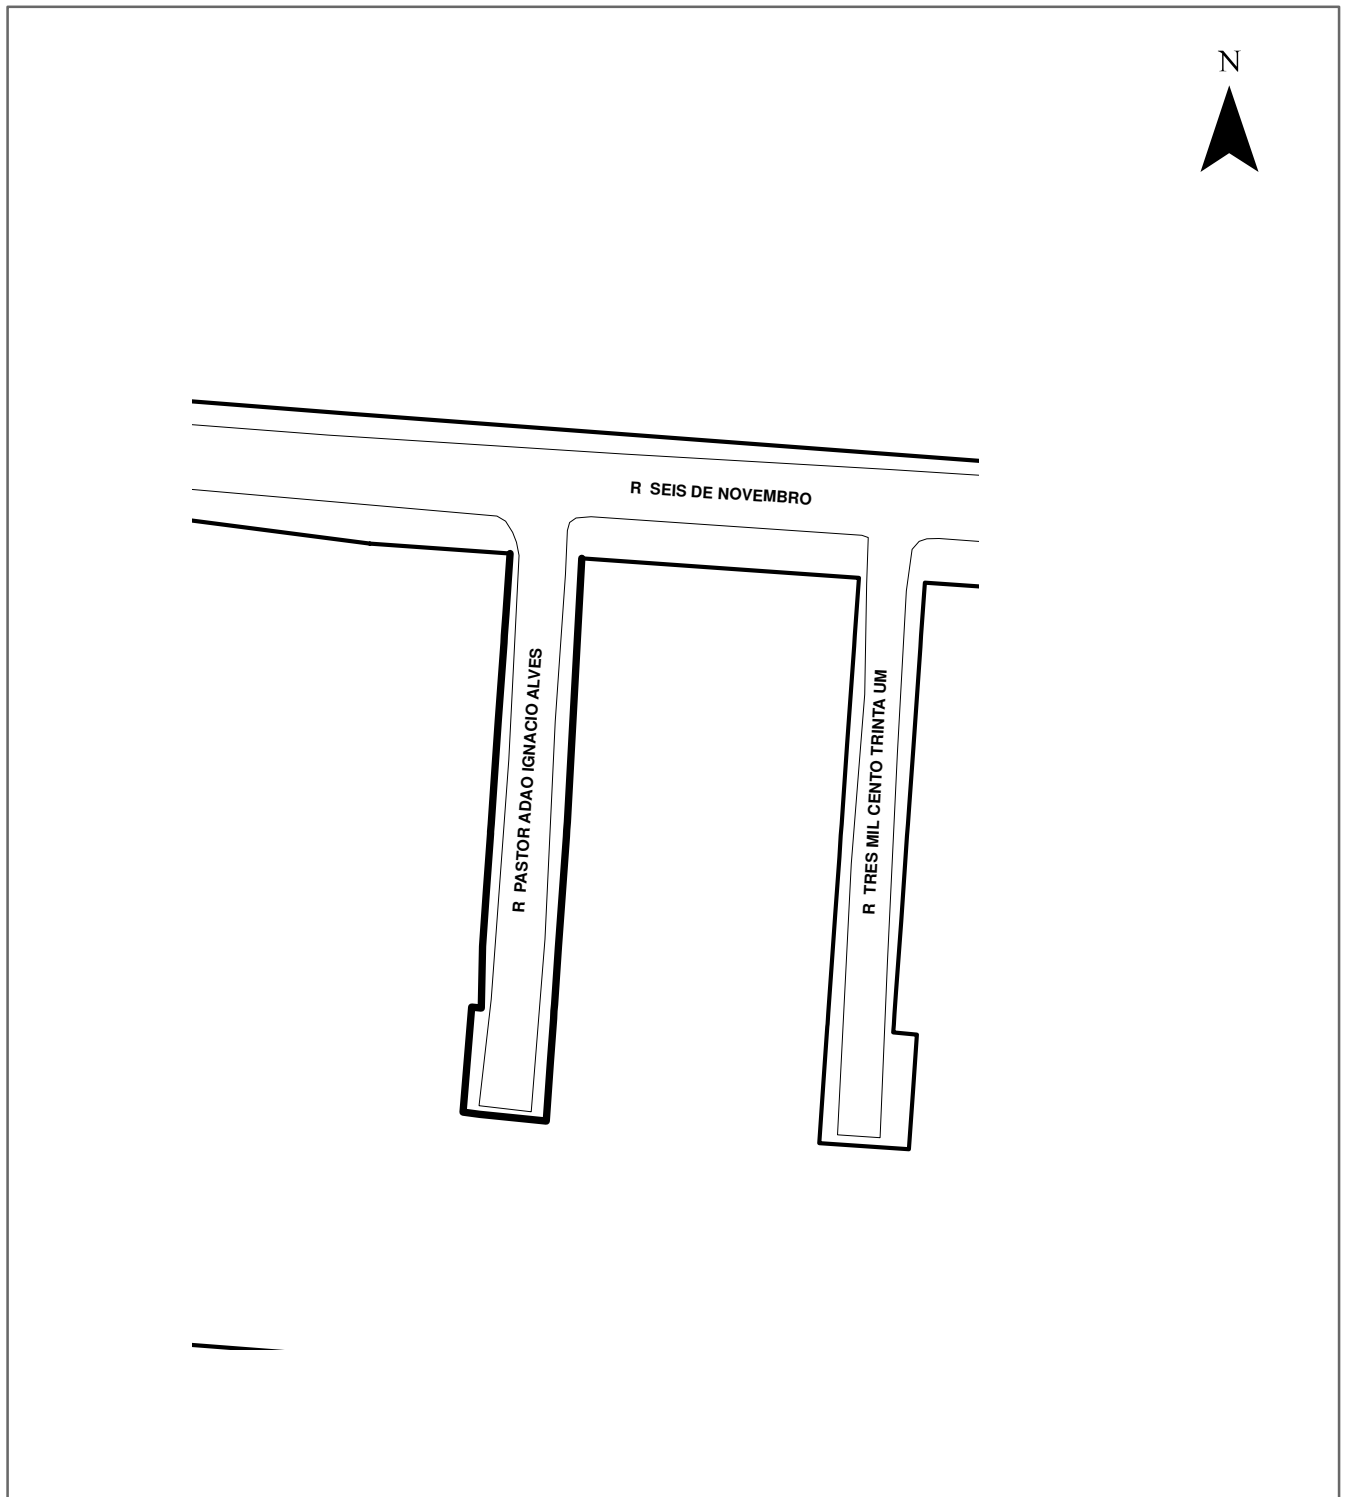 N
R SEIS DE NOVEMBRO
R PASTOR ADAO IGNACIO ALVES
R TRES MIL CENTO TRINTA UM